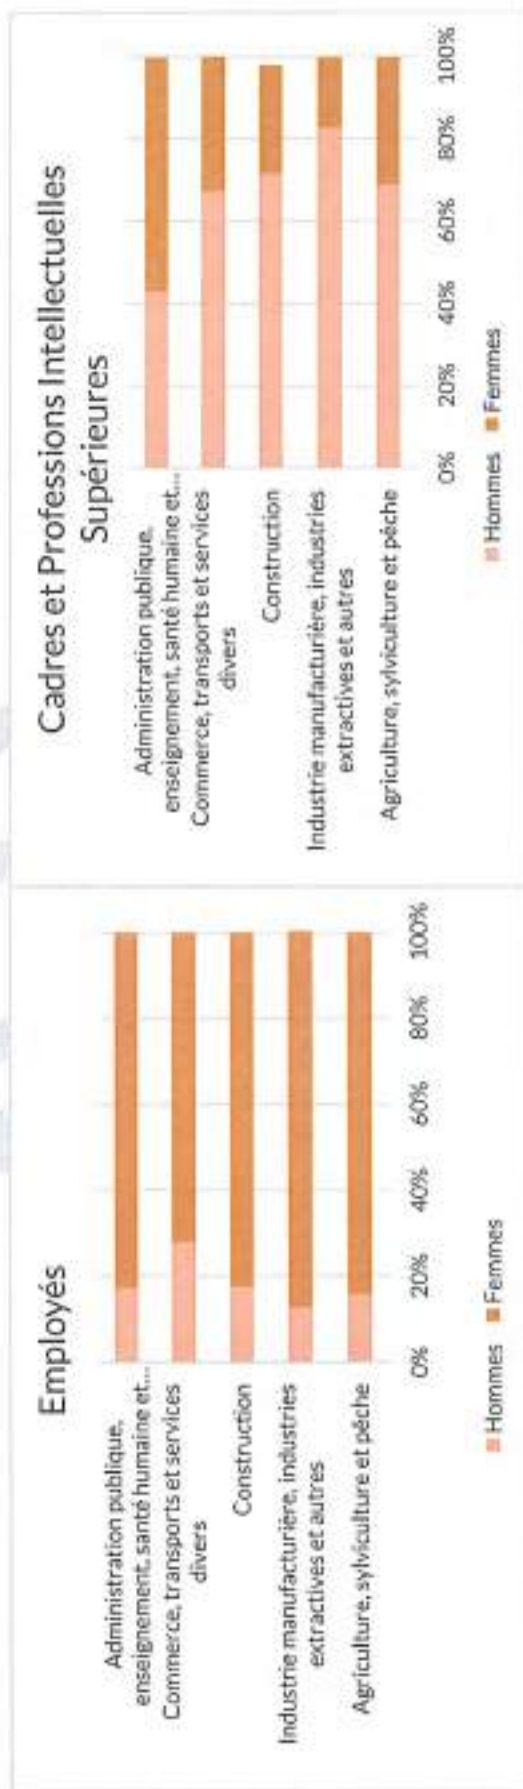 Employés
Administration publique,
enseignement, santé humaine et...
Commerce, transports et services
divers
Construction
Industrie manufacturière, industries
extractives et autres
Agriculture, sylviculture et pêche
0% 20% 40% 60% 80% 100%
Hommes Femmes
Cadres et Professions Intellectuelles
Supérieures
Administration publique,
enseignement, santé humaine et...
Commerce, transports et services
divers
Construction
Industrie manufacturière, industries
extractives et autres
Agriculture, sylviculture et pêche
0% 20% 40% 60% 80% 100%
Hommes Femmes